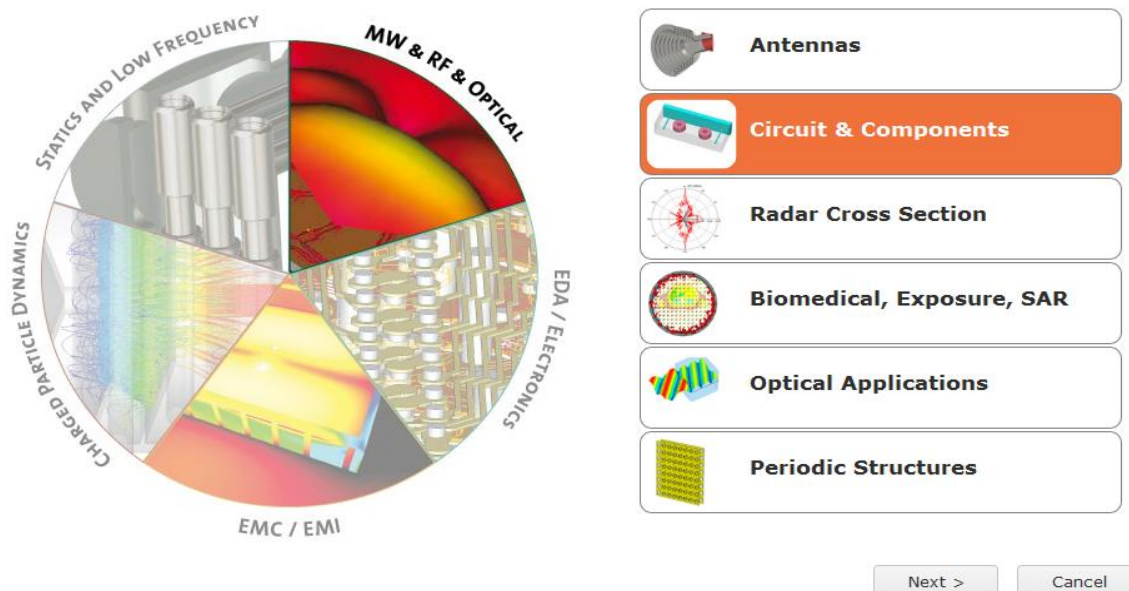 STATICS AND LOW FREQUENCY
MW & RF & OPTICAL
EDA / ELECTRONICS
EMC / EMI
CHARGED PARTICLE DYNAMICS
Antennas
Circuit & Components
Radar Cross Section
Biomedical, Exposure, SAR
Optical Applications
Periodic Structures
Next >
Cancel